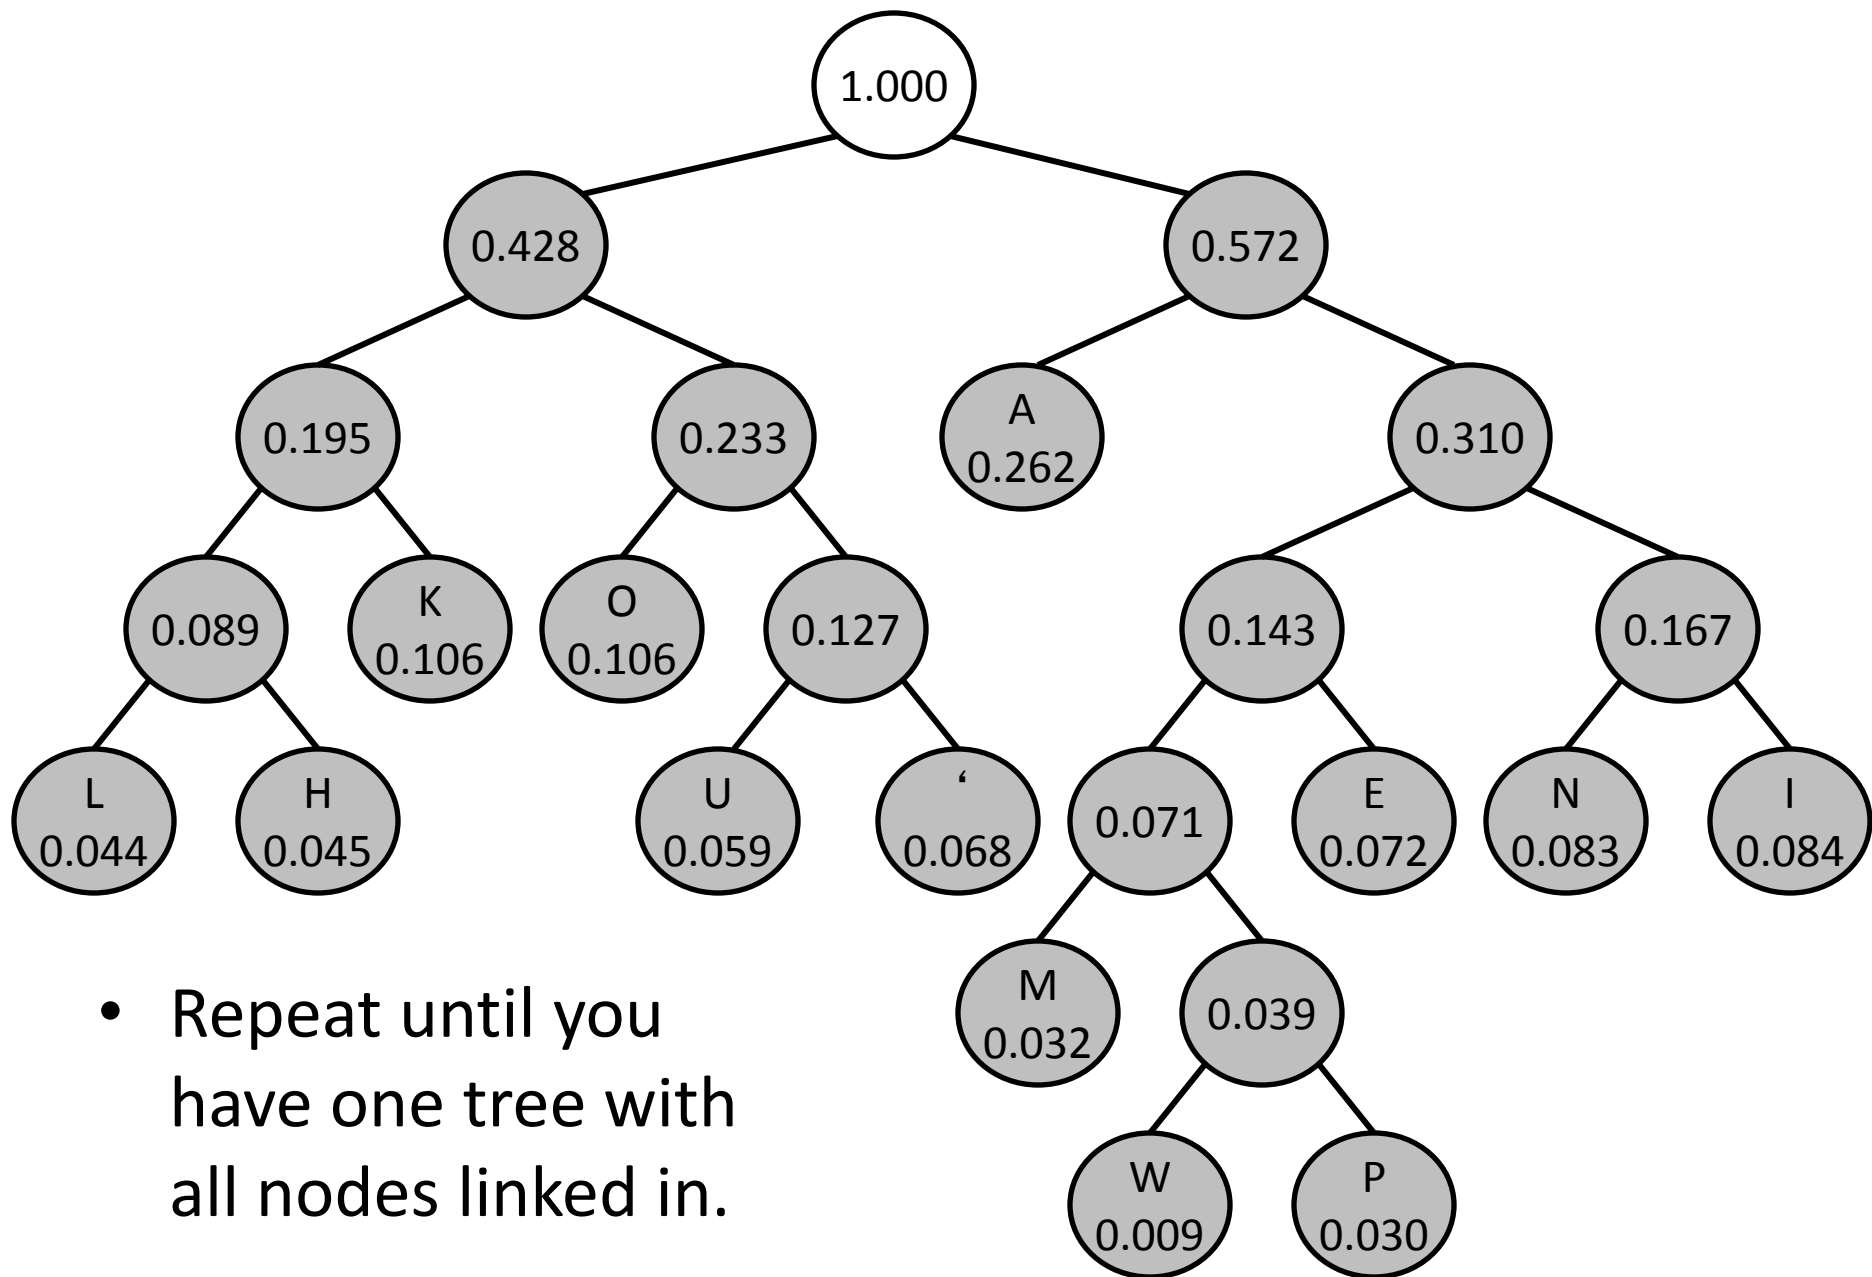 1.000
0.428
0.572
0.195
0.233
A
0.262
0.310
0.089
K
0.106
O
0.106
0.127
0.143
0.167
L
0.044
H
0.045
U
0.059
‘
0.068
0.071
E
0.072
N
0.083
I
0.084
M
0.032
0.039
W
0.009
P
0.030
• Repeat until you
have one tree with
all nodes linked in.